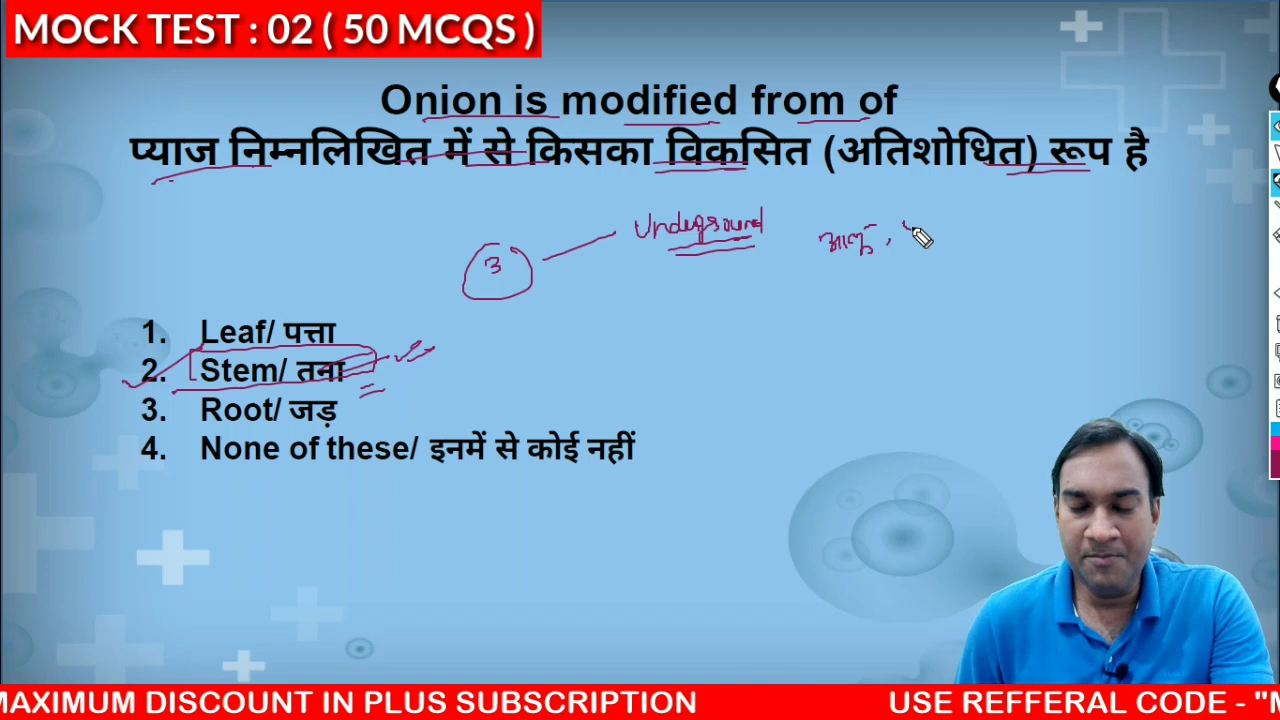 MOCK TEST : 02 ( 50 MCQS )
Onion is modified from of
प्याज निम्नलिखित में से किसका विकसित (अतिशोधित) रूप है
3
Underground
आलू,
1. Leaf/ पत्ता
2. Stem/ तना
3. Root/ जड़
4. None of these/ इनमें से कोई नहीं
MAXIMUM DISCOUNT IN PLUS SUBSCRIPTION USE REFFERAL CODE - "M